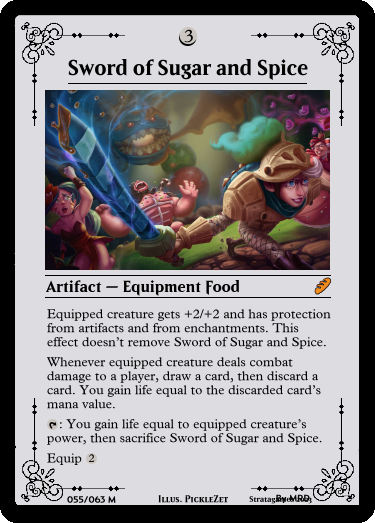 3
Sword of Sugar and Spice
Artifact — Equipment Food
Equipped creature gets +2/+2 and has protection
from artifacts and from enchantments. This
effect doesn't remove Sword of Sugar and Spice.
Whenever equipped creature deals combat
damage to a player, draw a card, then discard a
card. You gain life equal to the discarded card's
mana value.
: You gain life equal to equipped creature's
power, then sacrifice Sword of Sugar and Spice.
Equip 2
055/063 M
Illus. PickleZet
By MRD